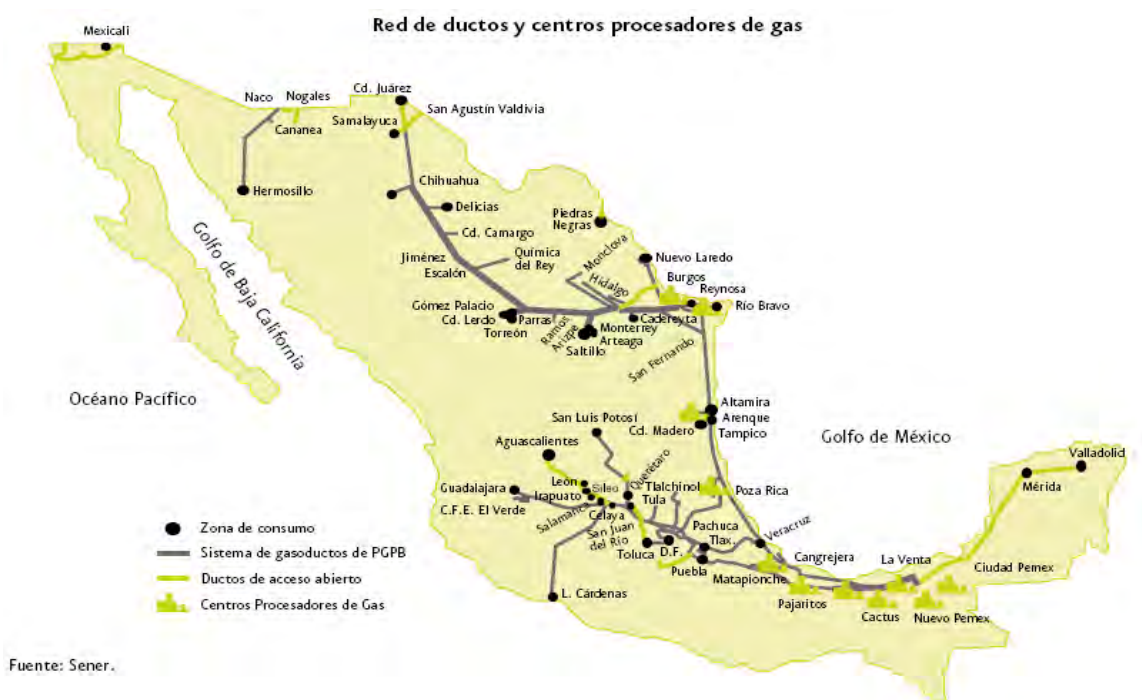 Red de ductos y centros procesadores de gas
Mexicali
Naco
Nogales
Cananea
Hermosillo
Cd. Juárez
San Agustín Valdivia
Samalayuca
Chihuahua
Delicias
Cd. Camargo
Jiménez
Escalón
Química
del Rey
Piedras
Negras
Monclova
Hidalgo
Nuevo Laredo
Burgos
Reynosa
Río Bravo
Gómez Palacio
Cd. Lerdo
Torreón
Parras
Ramos
Arizpe
Monterrey
Arteaga
Saltillo
Cadereyta
San Fernando
Golfo de Baja California
Océano Pacífico
Golfo de México
Altamira
Arenque
Tampico
Cd. Madero
San Luis Potosí
Aguascalientes
León
Silao
Irapuato
Salamanca
Celaya
Querétaro
Guadalajara
C.F.E. El Verde
San Juan
del Río
Tula
Tlalchinol
Poza Rica
Pachuca
Tlax.
Toluca
D.F.
Puebla
Veracruz
Matapionche
Cangrejera
Pajaritos
La Venta
Cactus
Nuevo Pemex
Ciudad Pemex
Mérida
Valladolid
L. Cárdenas
Zona de consumo
Sistema de gasoductos de PGPB
Ductos de acceso abierto
Centros Procesadores de Gas
Fuente: Sener.